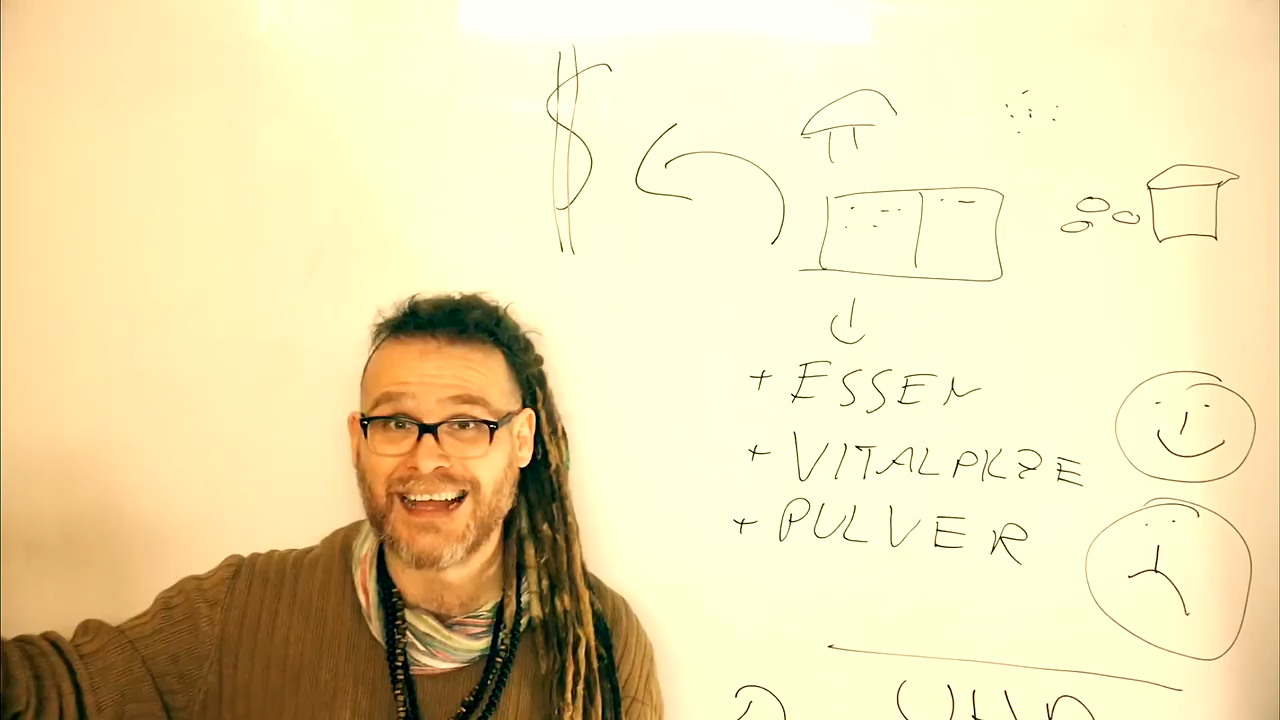 $
+ ESSEN
+ VITALPILZE
+ PULVER